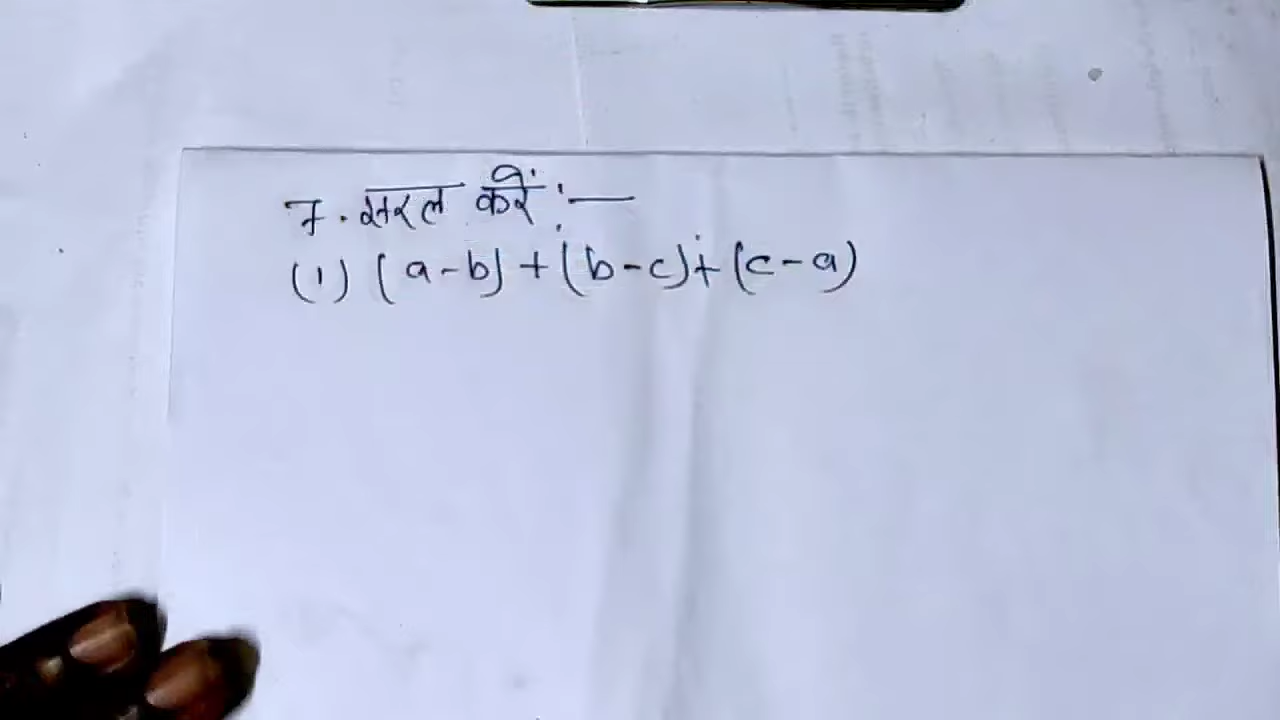 7. सरल करें :—
(1) (a-b)+(b-c)+(c-a)